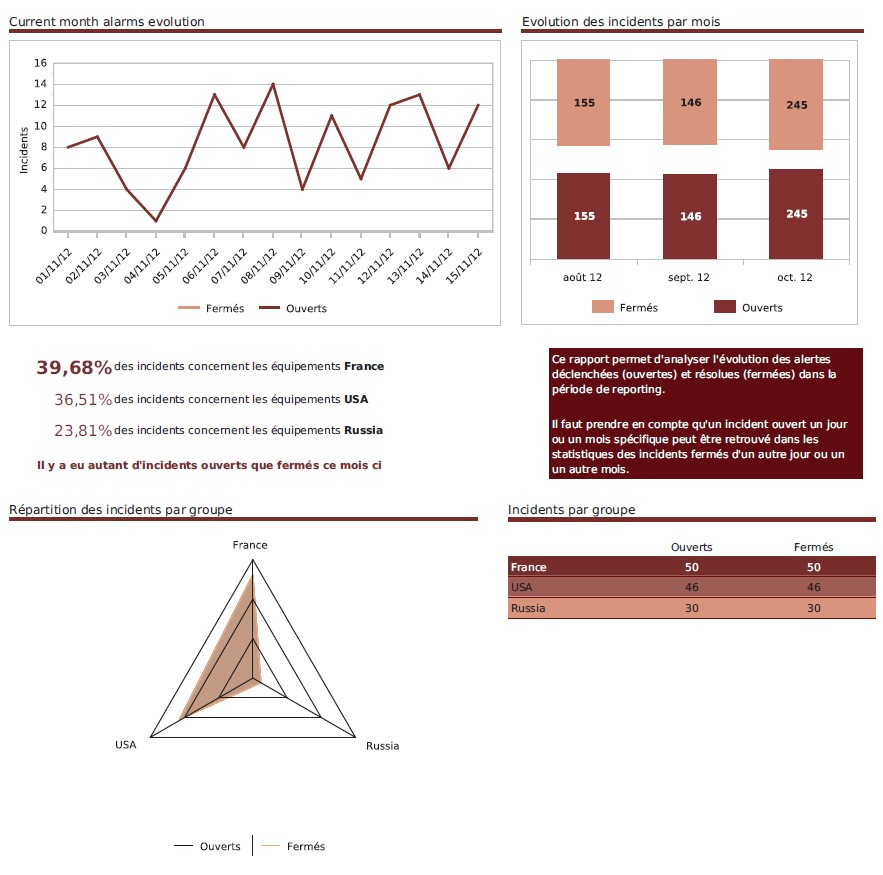 Current month alarms evolution
Evolution des incidents par mois
Incidents
16
14
12
10
8
6
4
2
0
01/11/12
02/11/12
03/11/12
04/11/12
05/11/12
06/11/12
07/11/12
08/11/12
09/11/12
10/11/12
11/11/12
12/11/12
13/11/12
14/11/12
15/11/12
Fermés Ouverts
155 146 245
155 146 245
août 12 sept. 12 oct. 12
Fermés Ouverts
39,68% des incidents concernent les équipements France
36,51% des incidents concernent les équipements USA
23,81% des incidents concernent les équipements Russia
Il y a eu autant d'incidents ouverts que fermés ce mois ci
Ce rapport permet d'analyser l'évolution des alertes
déclenchées (ouvertes) et résolues (fermées) dans la
période de reporting.
Il faut prendre en compte qu'un incident ouvert un jour
ou un mois spécifique peut être retrouvé dans les
statistiques des incidents fermés d'un autre jour ou un
un autre mois.
Répartition des incidents par groupe
France
USA
Russia
Ouverts Fermés
Incidents par groupe
Ouverts Fermés
France 50 50
USA 46 46
Russia 30 30